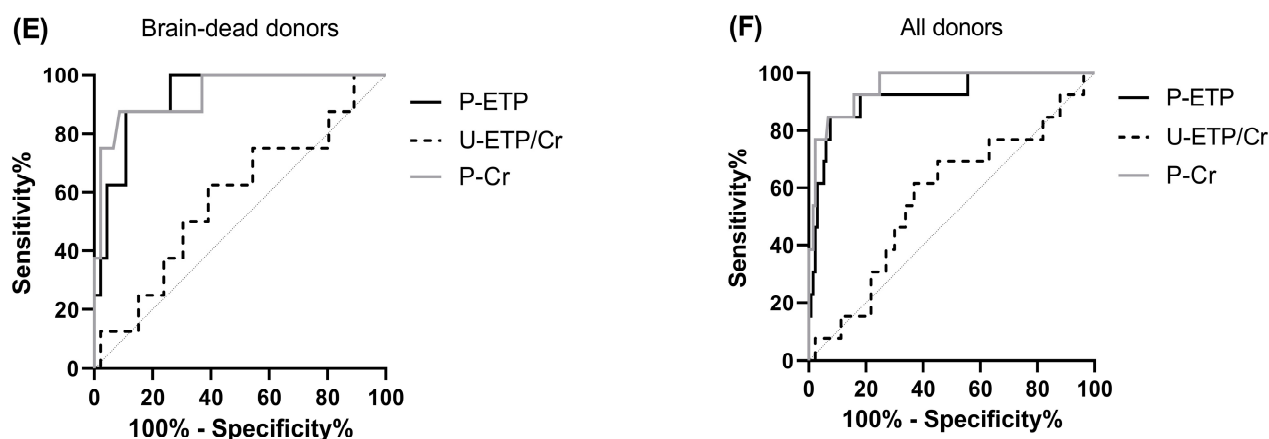 (E) Brain-dead donors
100
80
60
40
20
0
Sensitivity%
0 20 40 60 80 100
100% - Specificity%
P-ETP
U-ETP/Cr
P-Cr
(F) All donors
100
80
60
40
20
0
Sensitivity%
0 20 40 60 80 100
100% - Specificity%
P-ETP
U-ETP/Cr
P-Cr